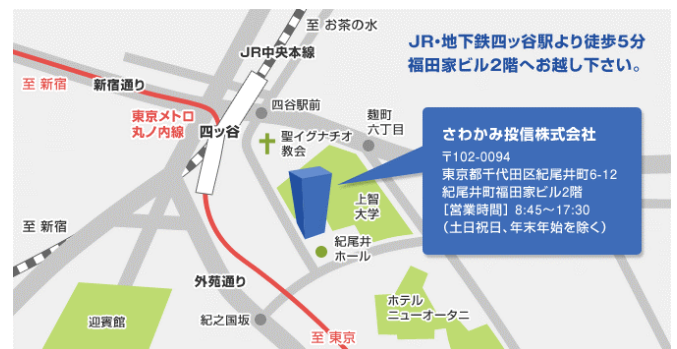 至 お茶の水
JR中央本線
JR・地下鉄四ッ谷駅より徒歩5分
福田家ビル2階へお越し下さい。
至 新宿
新宿通り
四谷駅前
東京メトロ
丸ノ内線
四ッ谷
麹町
六丁目
聖イグナチオ
教会
さわかみ投信株式会社
〒102-0094
東京都千代田区紀尾井町6-12
紀尾井町福田家ビル2階
［営業時間］8:45～17:30
（土日祝日、年末年始を除く）
上智
大学
至 新宿
紀尾井
ホール
外苑通り
ホテル
ニューオータニ
迎賓館
紀之国坂
至 東京